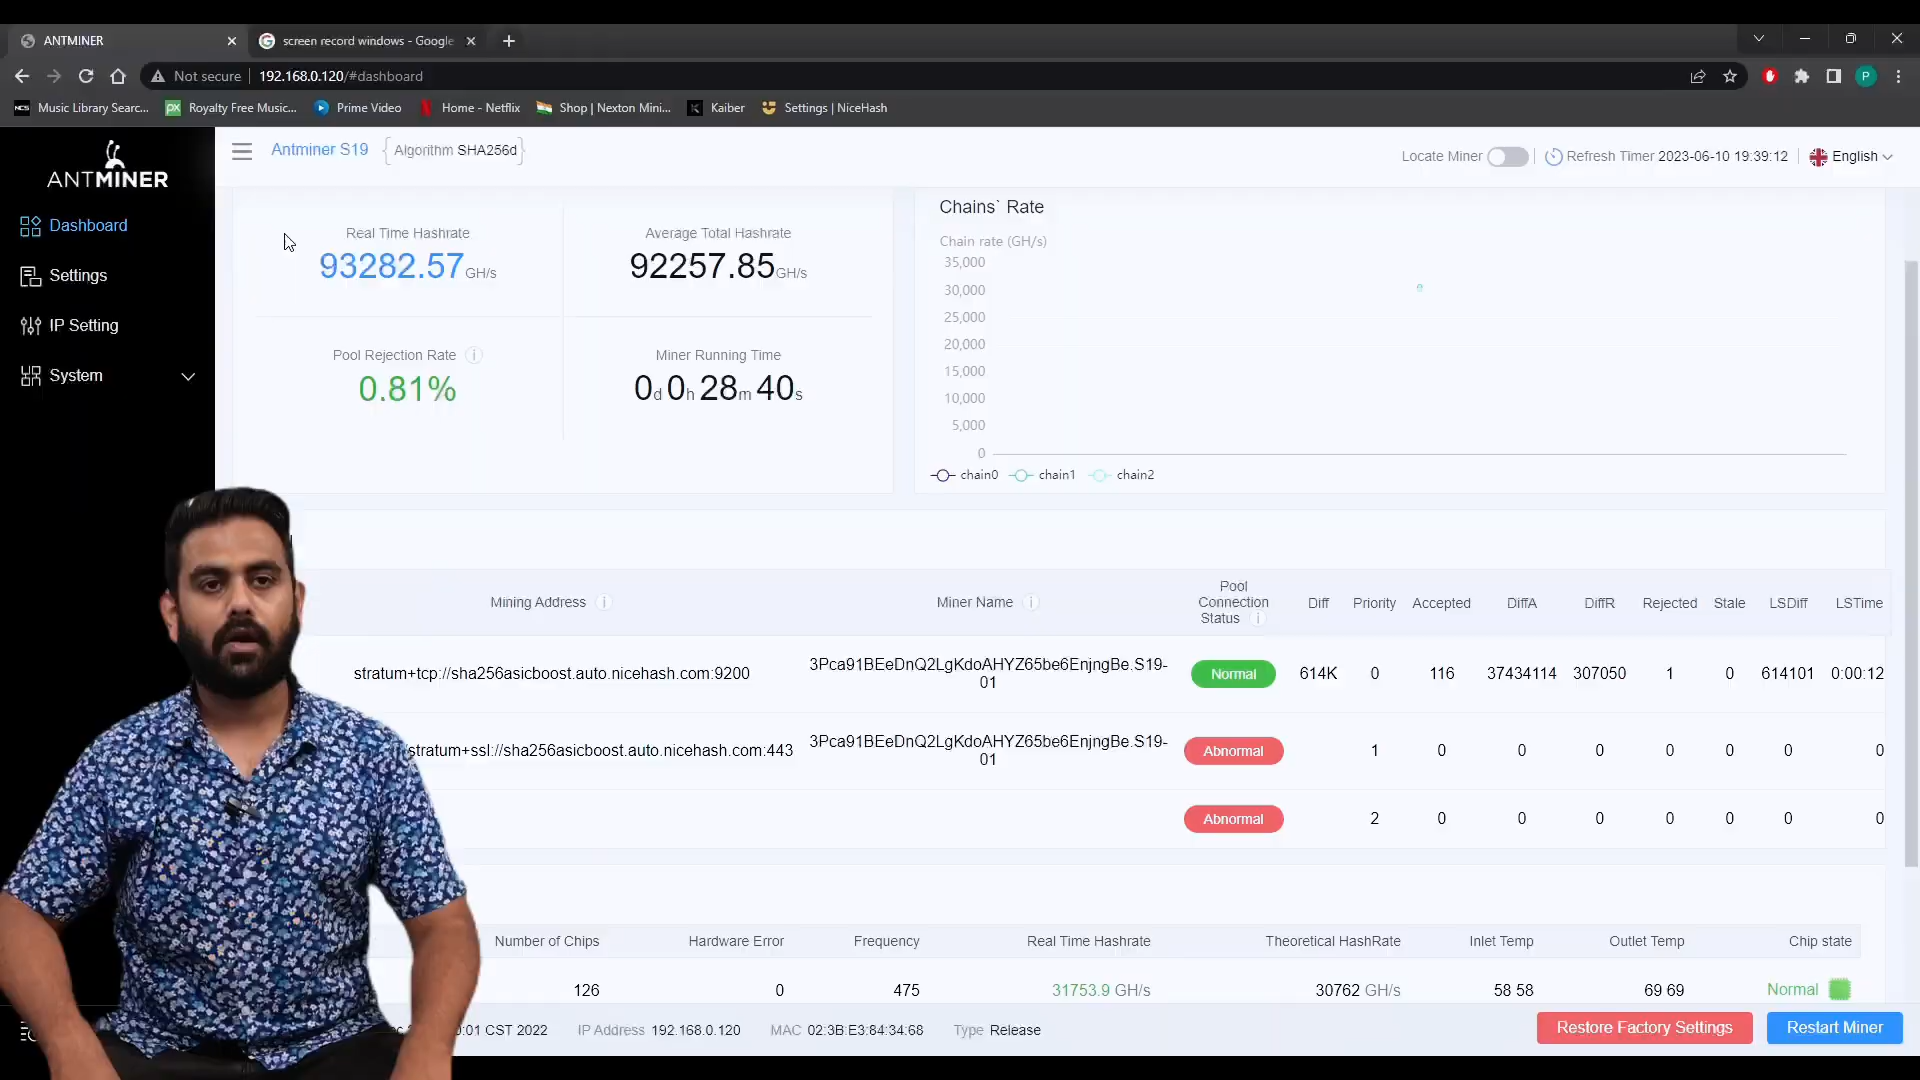 ANTMINER
screen record windows - Google
Not secure
192.168.0.120/#dashboard
P
NCS Music Library Searc...
px Royalty Free Music...
Prime Video
Home - Netflix
Shop | Nexton Mini...
K Kaiber
Settings | NiceHash
ANTMINER
Antminer S19
Algorithm SHA256d
Locate Miner
Refresh Timer 2023-06-10 19:39:12
English
Dashboard
Settings
IP Setting
System
Real Time Hashrate
93282.57 GH/s
Average Total Hashrate
92257.85 GH/s
Pool Rejection Rate i
0.81%
Miner Running Time
0d 0h 28m 40s
Chains` Rate
Chain rate (GH/s)
35,000
30,000
25,000
20,000
15,000
10,000
5,000
0
chain0 chain1 chain2
Mining Address i Miner Name i Pool Connection Status i Diff Priority Accepted DiffA DiffR Rejected Stale LSDiff LSTime
stratum+tcp://sha256asicboost.auto.nicehash.com:9200 3Pca91BEeDnQ2LgKdoAHYZ65be6EnjngBe.S19-
01 Normal 614K 0 116 37434114 307050 1 0 614101 0:00:12
/stratum+ssl://sha256asicboost.auto.nicehash.com:443 3Pca91BEeDnQ2LgKdoAHYZ65be6EnjngBe.S19-
01 Abnormal 1 0 0 0 0 0 0 0
Abnormal 2 0 0 0 0 0 0 0
Number of Chips Hardware Error Frequency Real Time Hashrate Theoretical HashRate Inlet Temp Outlet Temp Chip state
126 0 475 31753.9 GH/s 30762 GH/s 58 58 69 69 Normal
:01 CST 2022 IP Address 192.168.0.120 MAC 02:3B:E3:84:34:68 Type Release
Restore Factory Settings
Restart Miner